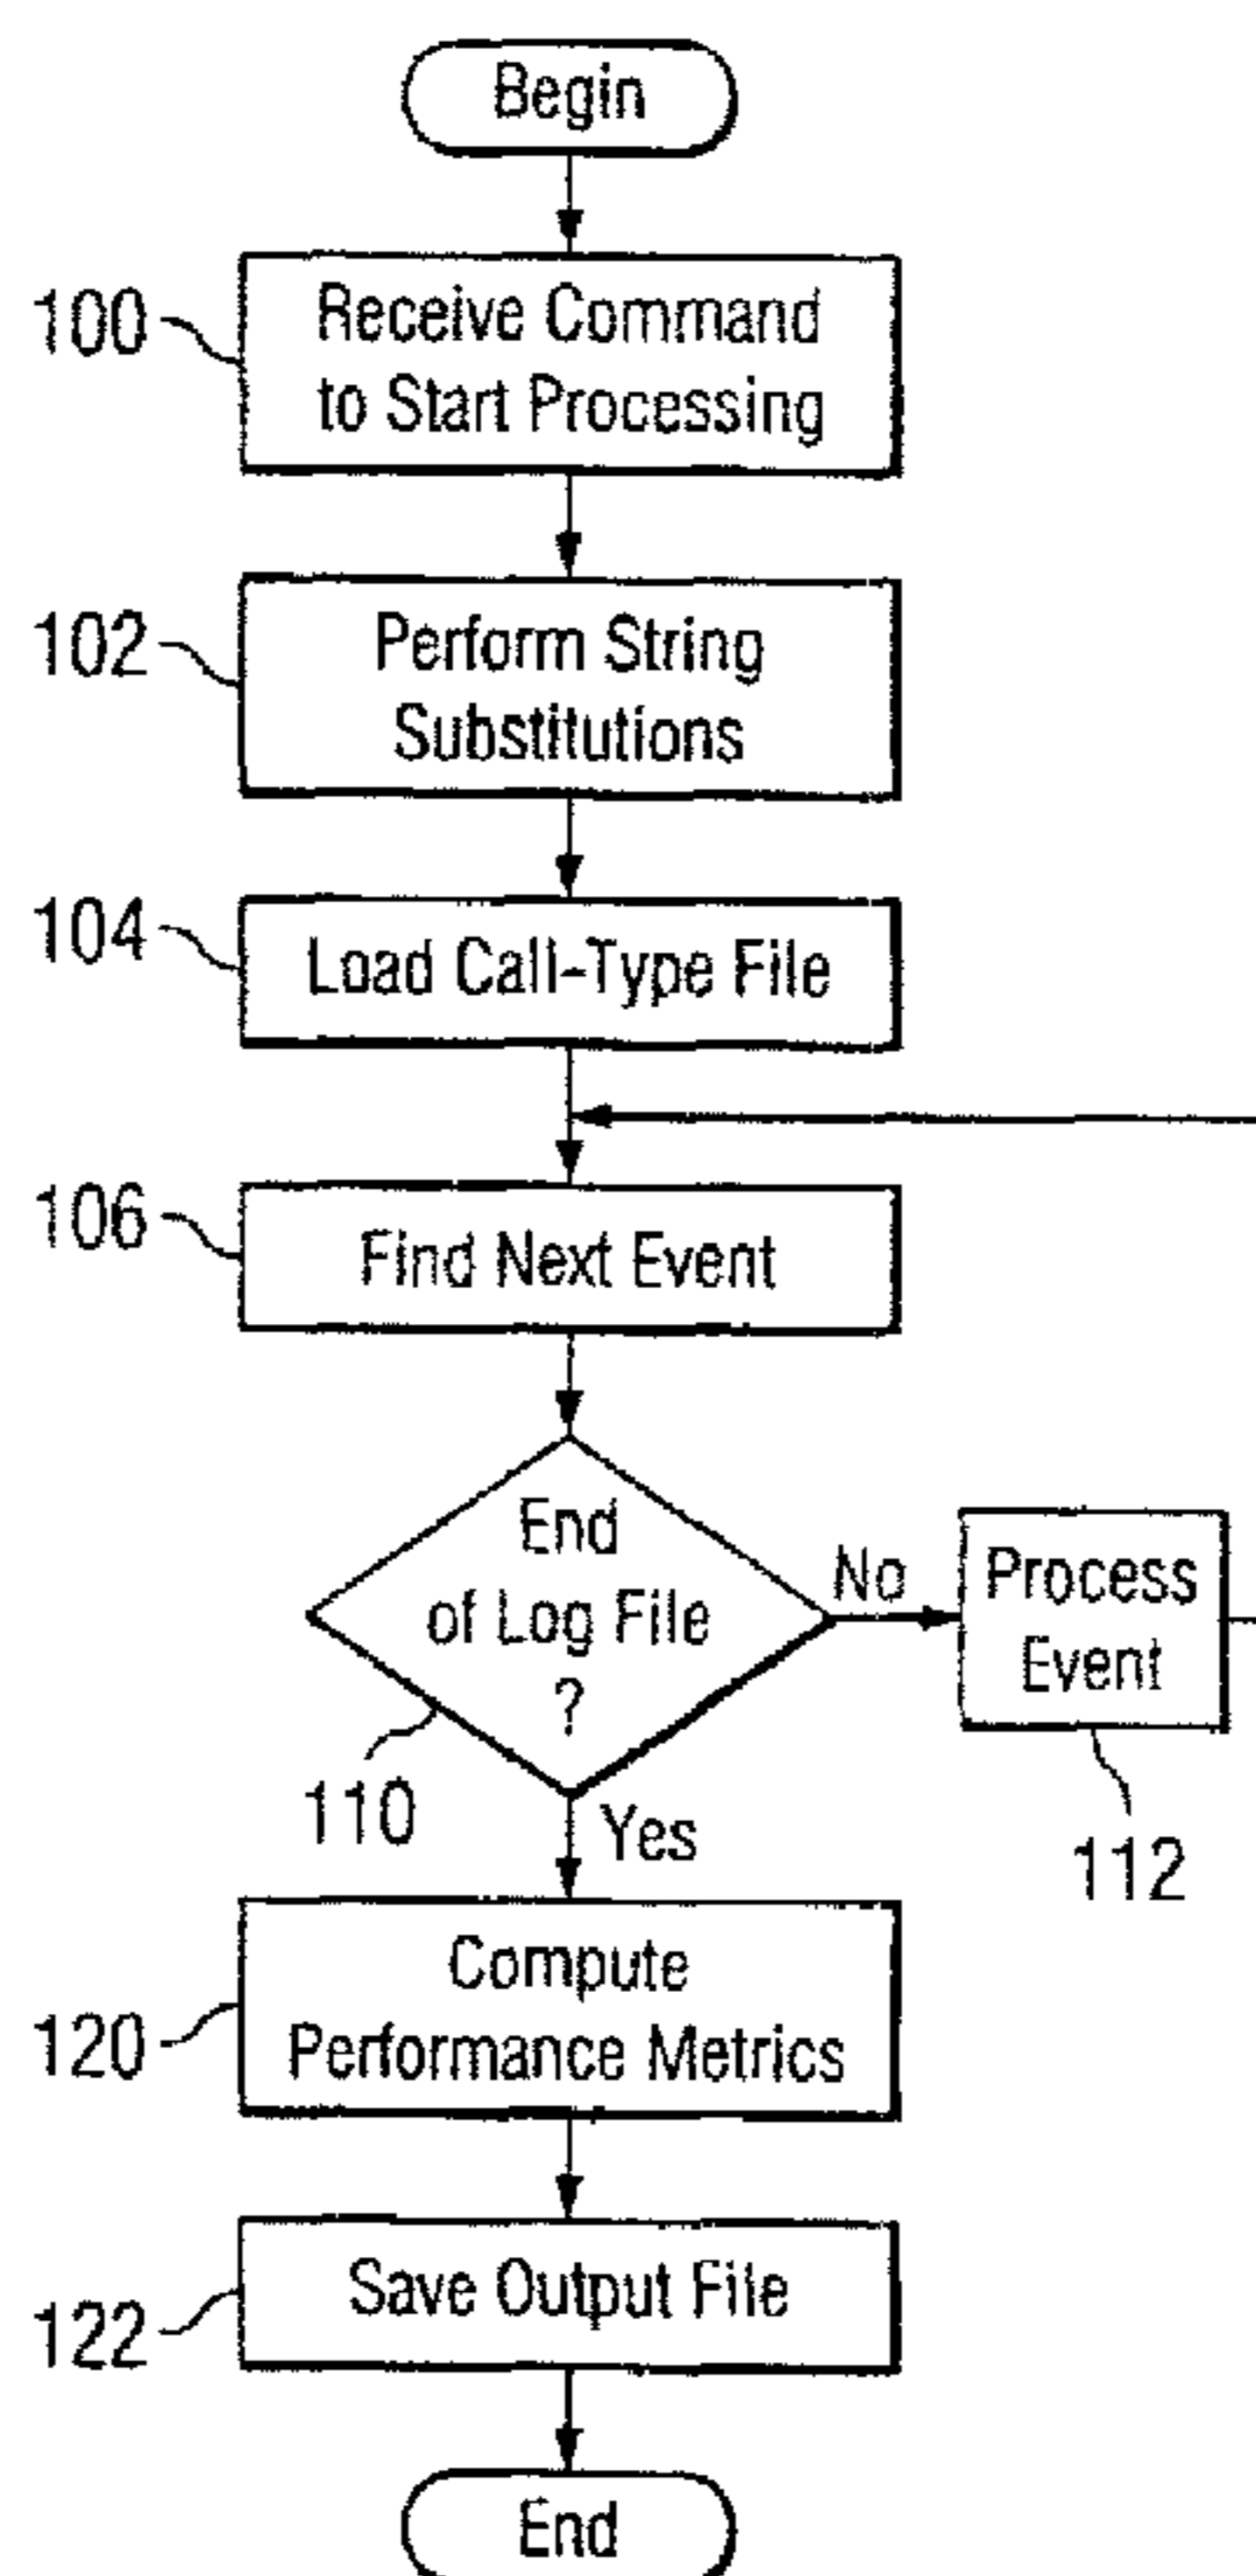 Begin
100
Receive Command
to Start Processing
102
Perform String
Substitutions
104
Load Call-Type File
106
Find Next Event
End
of Log File
?
No
Process
Event
110
Yes
112
120
Compute
Performance Metrics
122
Save Output File
End